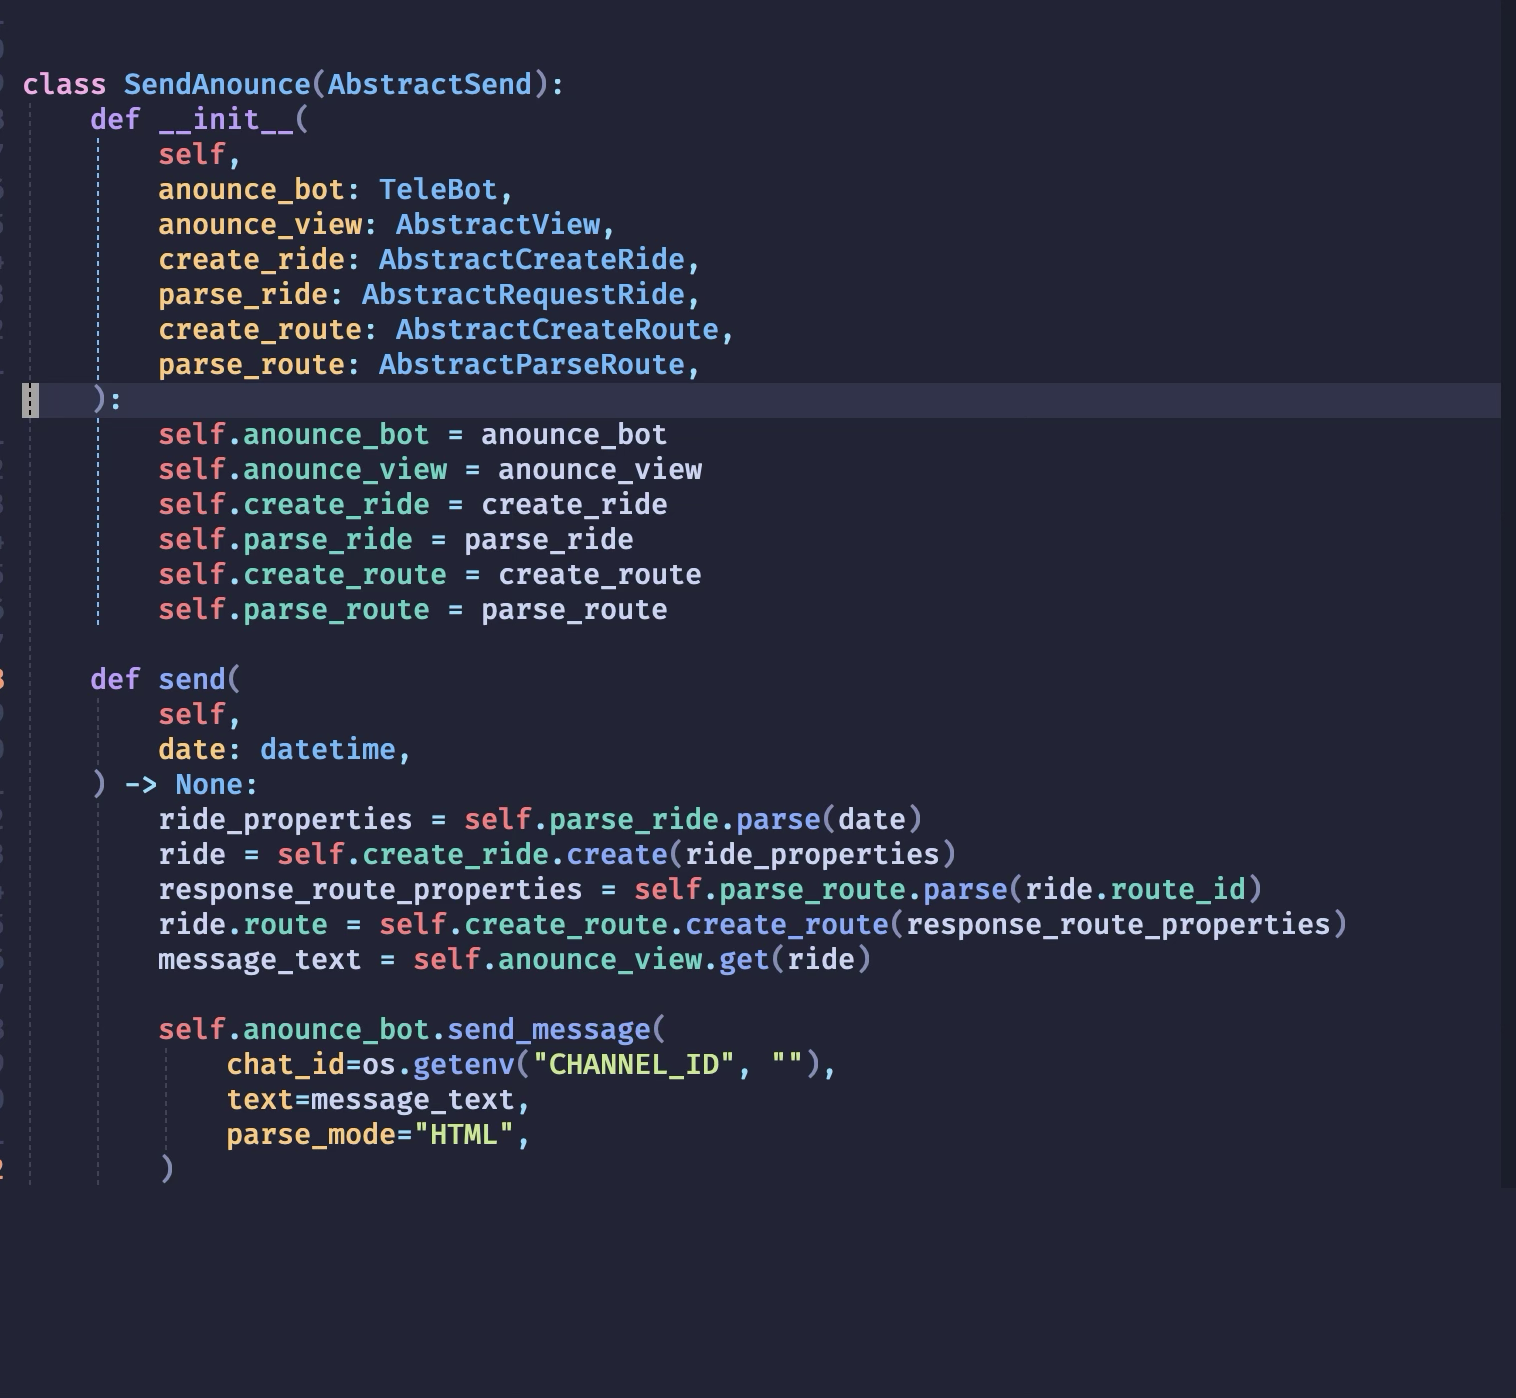 class SendAnounce(AbstractSend):
    def __init__(
        self,
        anounce_bot: TeleBot,
        anounce_view: AbstractView,
        create_ride: AbstractCreateRide,
        parse_ride: AbstractRequestRide,
        create_route: AbstractCreateRoute,
        parse_route: AbstractParseRoute,
    ):
        self.anounce_bot = anounce_bot
        self.anounce_view = anounce_view
        self.create_ride = create_ride
        self.parse_ride = parse_ride
        self.create_route = create_route
        self.parse_route = parse_route

    def send(
        self,
        date: datetime,
    ) -> None:
        ride_properties = self.parse_ride.parse(date)
        ride = self.create_ride.create(ride_properties)
        response_route_properties = self.parse_route.parse(ride.route_id)
        ride.route = self.create_route.create_route(response_route_properties)
        message_text = self.anounce_view.get(ride)

        self.anounce_bot.send_message(
            chat_id=os.getenv("CHANNEL_ID", ""),
            text=message_text,
            parse_mode="HTML",
        )